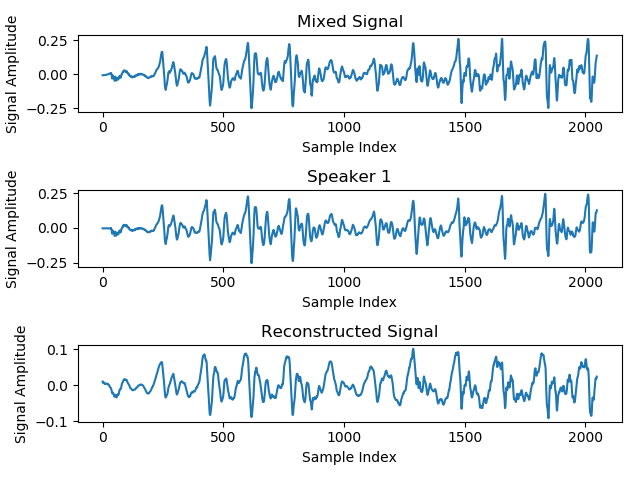 Mixed Signal
Signal Amplitude
0.25
0.00
−0.25
0 500 1000 1500 2000
Sample Index
Speaker 1
Signal Amplitude
0.25
0.00
−0.25
0 500 1000 1500 2000
Sample Index
Reconstructed Signal
Signal Amplitude
0.1
0.0
−0.1
0 500 1000 1500 2000
Sample Index